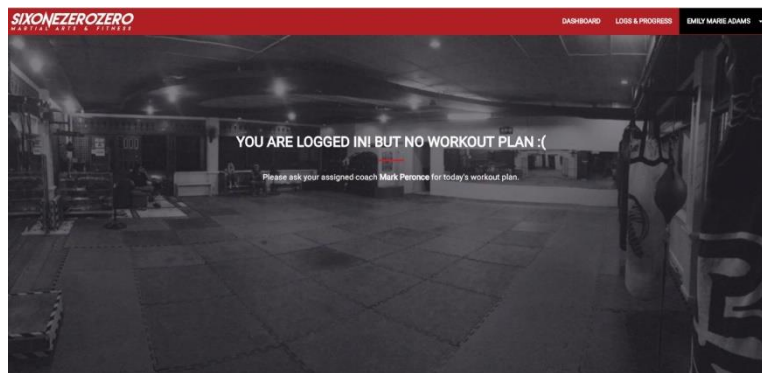 SIXONEZEROZERO
MARTIAL ARTS & FITNESS
DASHBOARD
LOGS & PROGRESS
EMILY MARIE ADAMS
YOU ARE LOGGED IN! BUT NO WORKOUT PLAN :(
Please ask your assigned coach Mark Peronce for today's workout plan.